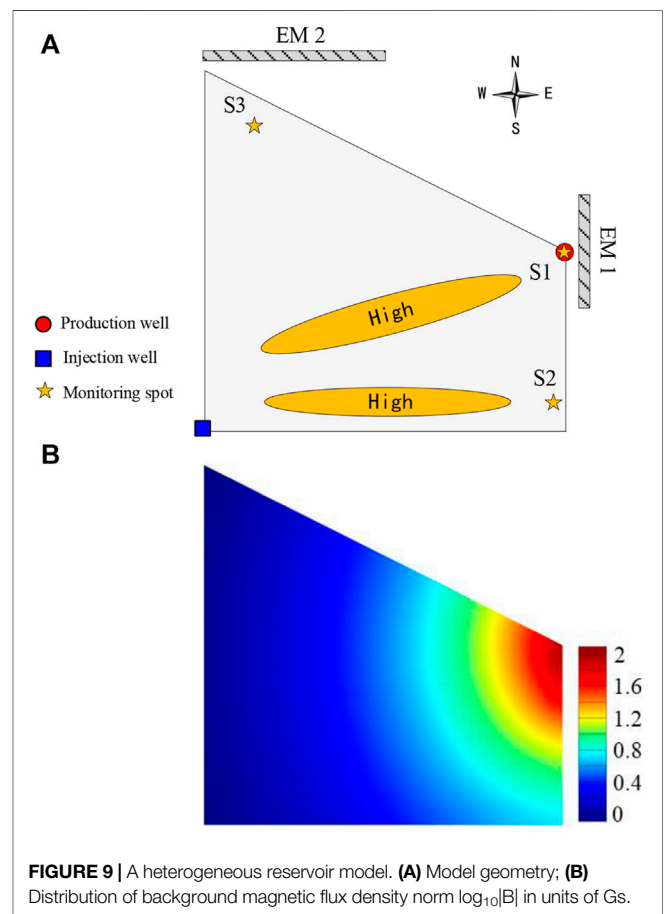 A
EM 2
N
W E
S
S3
EM 1
S1
High
Production well
Injection well
S2
Monitoring spot
High
B
2
1.6
1.2
0.8
0.4
0
FIGURE 9 | A heterogeneous reservoir model. (A) Model geometry; (B)
Distribution of background magnetic flux density norm log₁₀|B| in units of Gs.